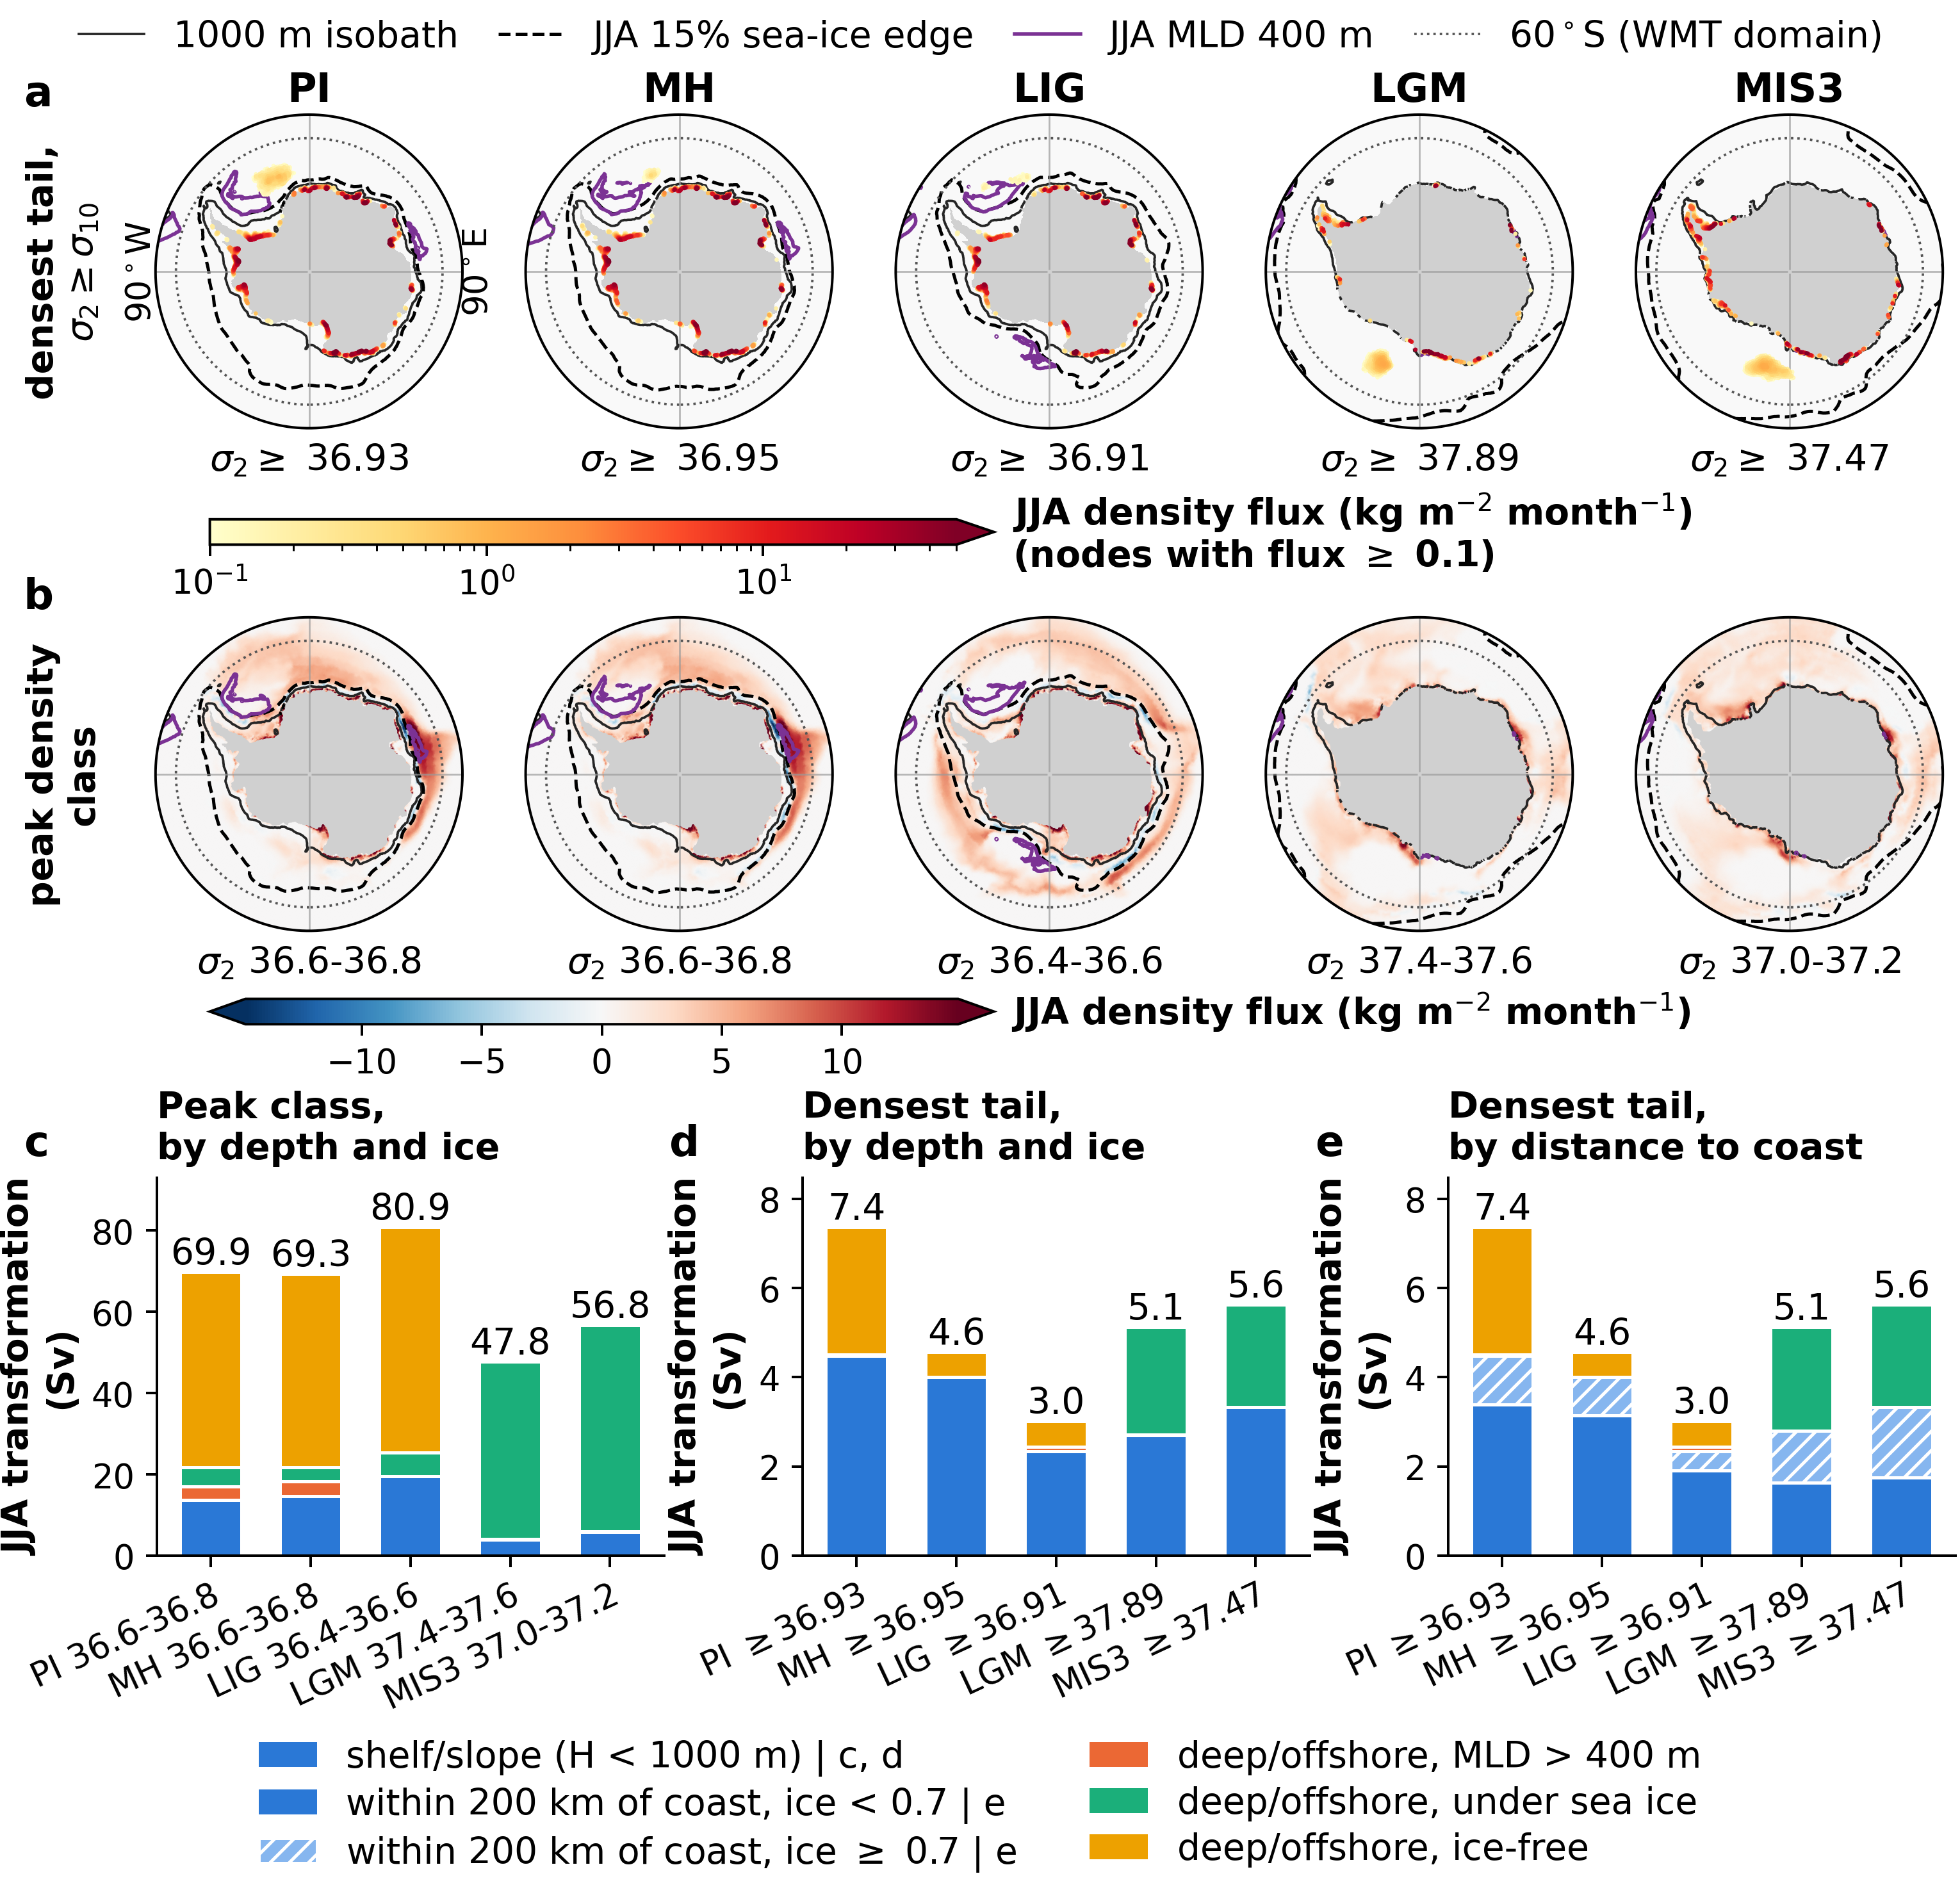 1000 m isobath JJA 15% sea-ice edge JJA MLD 400 m 60°S (WMT domain)
a PI MH LIG LGM MIS3
densest tail,
σ₂ ≥ σ₁₀
90°W
90°E
σ₂ ≥ 36.93 σ₂ ≥ 36.95 σ₂ ≥ 36.91 σ₂ ≥ 37.89 σ₂ ≥ 37.47
JJA density flux (kg m⁻² month⁻¹)
(nodes with flux ≥ 0.1)
10⁻¹ 10⁰ 10¹
b
peak density
class
σ₂ 36.6-36.8 σ₂ 36.6-36.8 σ₂ 36.4-36.6 σ₂ 37.4-37.6 σ₂ 37.0-37.2
JJA density flux (kg m⁻² month⁻¹)
−10 −5 0 5 10
c
Peak class,
by depth and ice
JJA transformation
(Sv)
80
60
40
20
0
69.9 69.3 80.9 47.8 56.8
PI 36.6-36.8
MH 36.6-36.8
LIG 36.4-36.6
LGM 37.4-37.6
MIS3 37.0-37.2
d
Densest tail,
by depth and ice
JJA transformation
(Sv)
8
6
4
2
0
7.4 4.6 3.0 5.1 5.6
PI ≥ 36.93
MH ≥ 36.95
LIG ≥ 36.91
LGM ≥ 37.89
MIS3 ≥ 37.47
e
Densest tail,
by distance to coast
JJA transformation
(Sv)
8
6
4
2
0
7.4 4.6 3.0 5.1 5.6
PI ≥ 36.93
MH ≥ 36.95
LIG ≥ 36.91
LGM ≥ 37.89
MIS3 ≥ 37.47
shelf/slope (H < 1000 m) | c, d
within 200 km of coast, ice < 0.7 | e
within 200 km of coast, ice ≥ 0.7 | e
deep/offshore, MLD > 400 m
deep/offshore, under sea ice
deep/offshore, ice-free